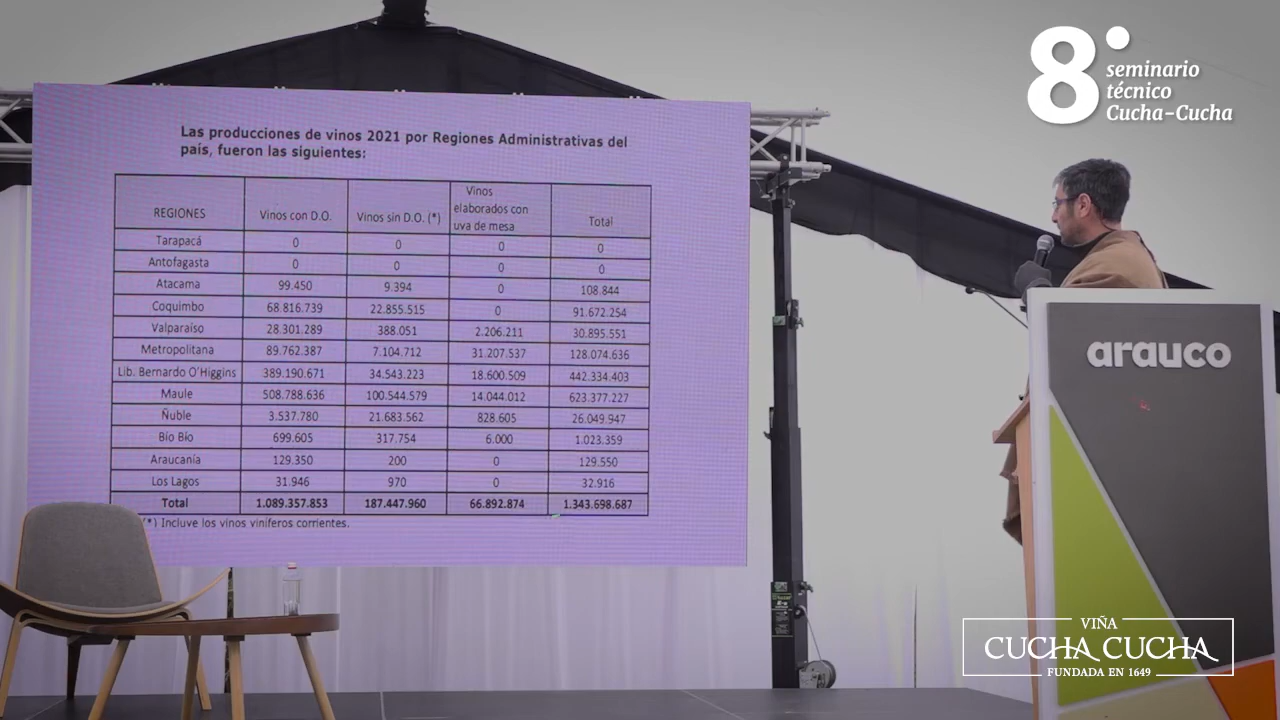 8° seminario
técnico
Cucha-Cucha
Las producciones de vinos 2021 por Regiones Administrativas del
país, fueron las siguientes:
REGIONES Vinos con D.O. Vinos sin D.O. (*) Vinos elaborados con uva de mesa Total
Tarapacá 0 0 0 0
Antofagasta 0 0 0 0
Atacama 99.450 9.394 0 108.844
Coquimbo 68.816.739 22.855.515 0 91.672.254
Valparaíso 28.301.289 388.051 2.206.211 30.895.551
Metropolitana 89.762.387 7.104.712 31.207.537 128.074.636
Lib. Bernardo O'Higgins 389.190.671 34.543.223 18.600.509 442.334.403
Maule 508.788.636 100.544.579 14.044.012 623.377.227
Ñuble 3.537.780 21.683.562 828.605 26.049.947
Bío Bío 699.605 317.754 6.000 1.023.359
Araucanía 129.350 200 0 129.550
Los Lagos 31.946 970 0 32.916
Total 1.089.357.853 187.447.960 66.892.874 1.343.698.687
(*) Incluye los vinos viníferos corrientes.
arauco
VIÑA
CUCHA CUCHA
FUNDADA EN 1649